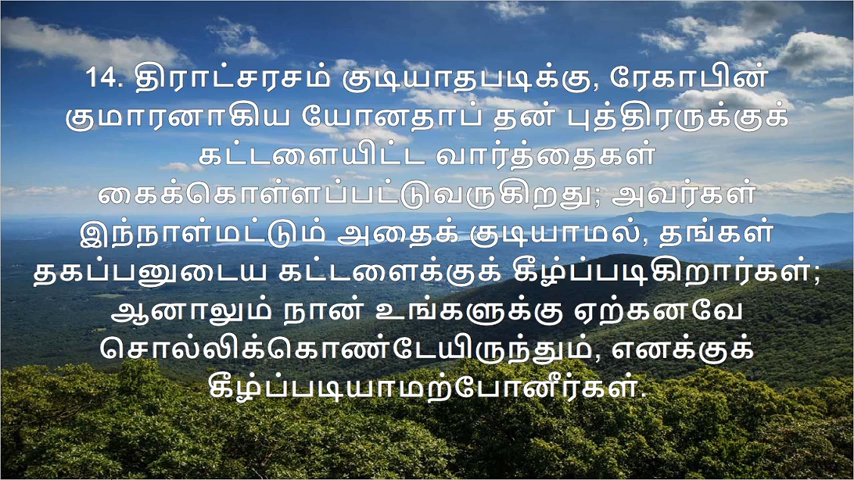 14. திராட்சரசம் குடியாதபடிக்கு, ரேகாபின்
குமாரனாகிய யோனதாப் தன் புத்திரருக்குக்
கட்டளையிட்ட வார்த்தைகள்
கைக்கொள்ளப்பட்டுவருகிறது; அவர்கள்
இந்நாள்மட்டும் அதைக் குடியாமல், தங்கள்
தகப்பனுடைய கட்டளைக்குக் கீழ்ப்படிகிறார்கள்;
ஆனாலும் நான் உங்களுக்கு ஏற்கனவே
சொல்லிக்கொண்டேயிருந்தும், எனக்குக்
கீழ்ப்படியாமற்போனீர்கள்.